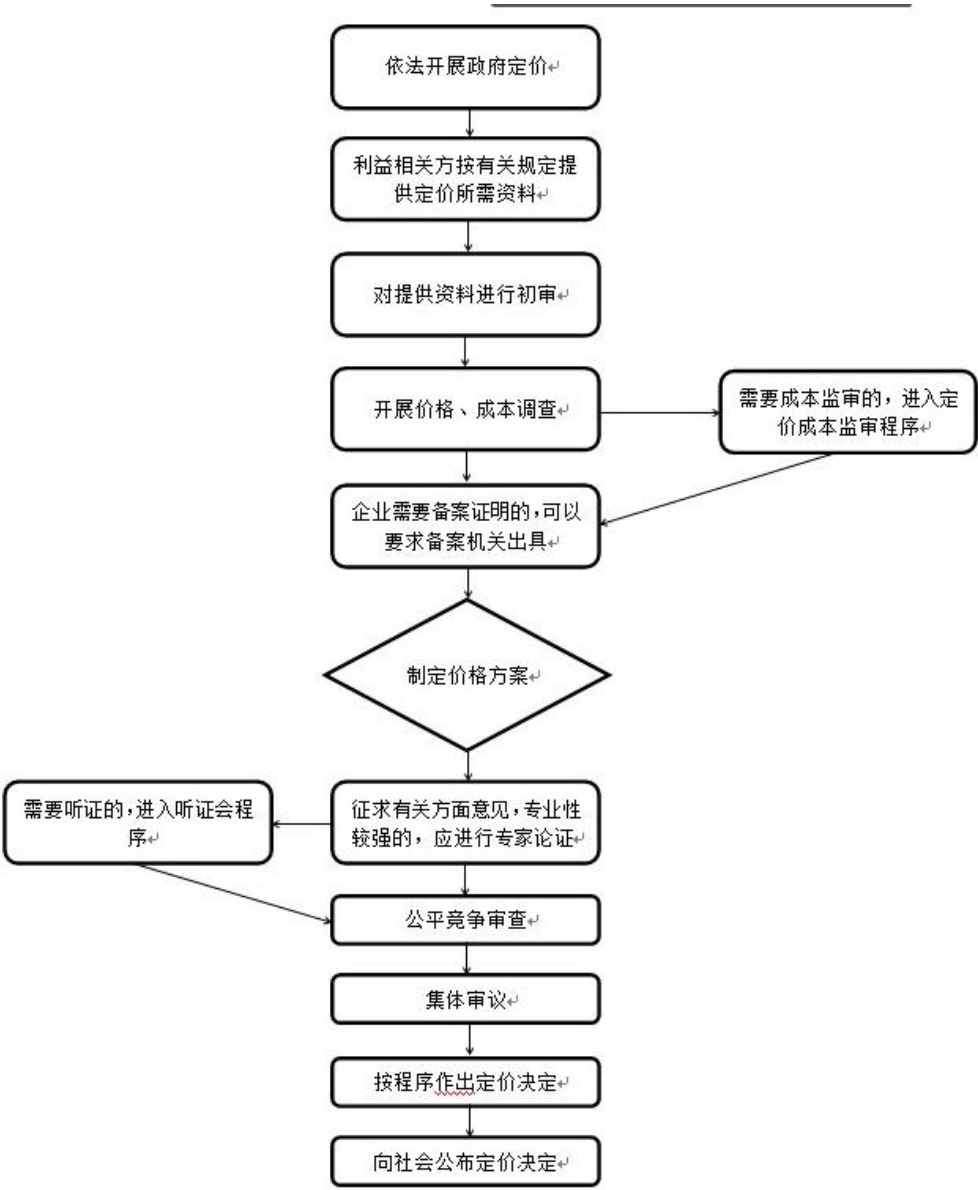 依法开展政府定价
利益相关方按有关规定提
供定价所需资料
对提供资料进行初审
开展价格、成本调查
需要成本监审的，进入定
价成本监审程序
企业需要备案证明的，可以
要求备案机关出具
制定价格方案
需要听证的，进入听证会程
序
征求有关方面意见，专业性
较强的，应进行专家论证
公平竞争审查
集体审议
按程序作出定价决定
向社会公布定价决定